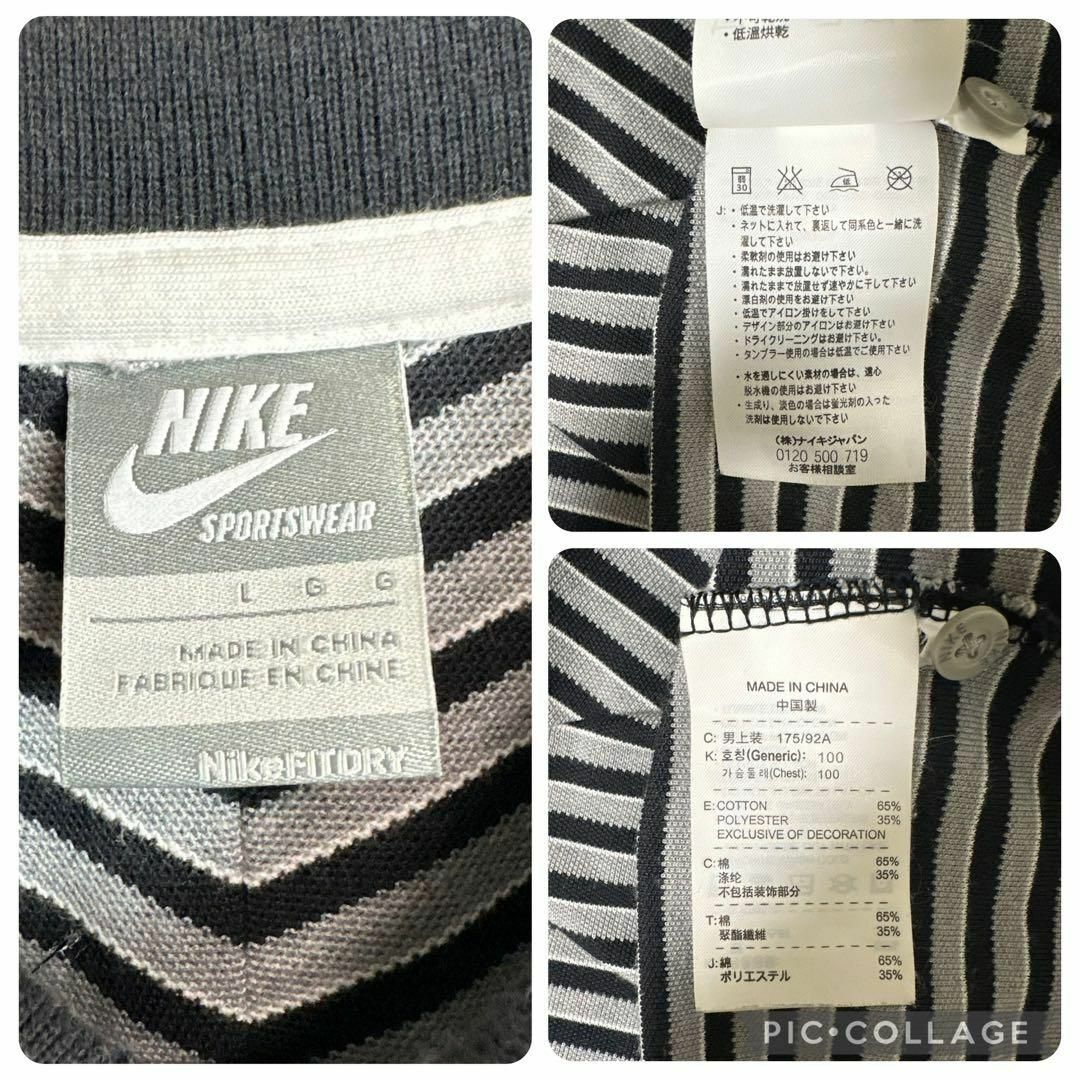 NIKE
SPORTSWEAR
L G G
MADE IN CHINA
FABRIQUE EN CHINE
NikeFITDRY
・低溫烘乾
弱
30
低
J: ・低温で洗濯して下さい
・ネットに入れて、裏返して同系色と一緒に洗
濯して下さい
・柔軟剤の使用はお避け下さい
・濡れたまま放置しないで下さい。
・濡れたままで放置せず速やかに干して下さい
・漂白剤の使用をお避け下さい
・低温でアイロン掛けをして下さい
・デザイン部分のアイロンはお避け下さい
・ドライクリーニングはお避け下さい。
・タンブラー使用の場合は低温でご使用下さい
・水を通しにくい素材の場合は、遠心
脱水機の使用はお避け下さい
・生成り、淡色の場合は蛍光剤の入った
洗剤は使用しないで下さい
(株)ナイキジャパン
0120 500 719
お客様相談室
MADE IN CHINA
中国製
C: 男上装 175/92A
K: 호칭(Generic): 100
가슴둘레(Chest): 100
E: COTTON 65%
POLYESTER 35%
EXCLUSIVE OF DECORATION
C: 棉 65%
涤纶 35%
不包括装饰部分
T: 棉 65%
聚酯纖維 35%
J: 綿 65%
ポリエステル 35%
NIKE
PIC•COLLAGE